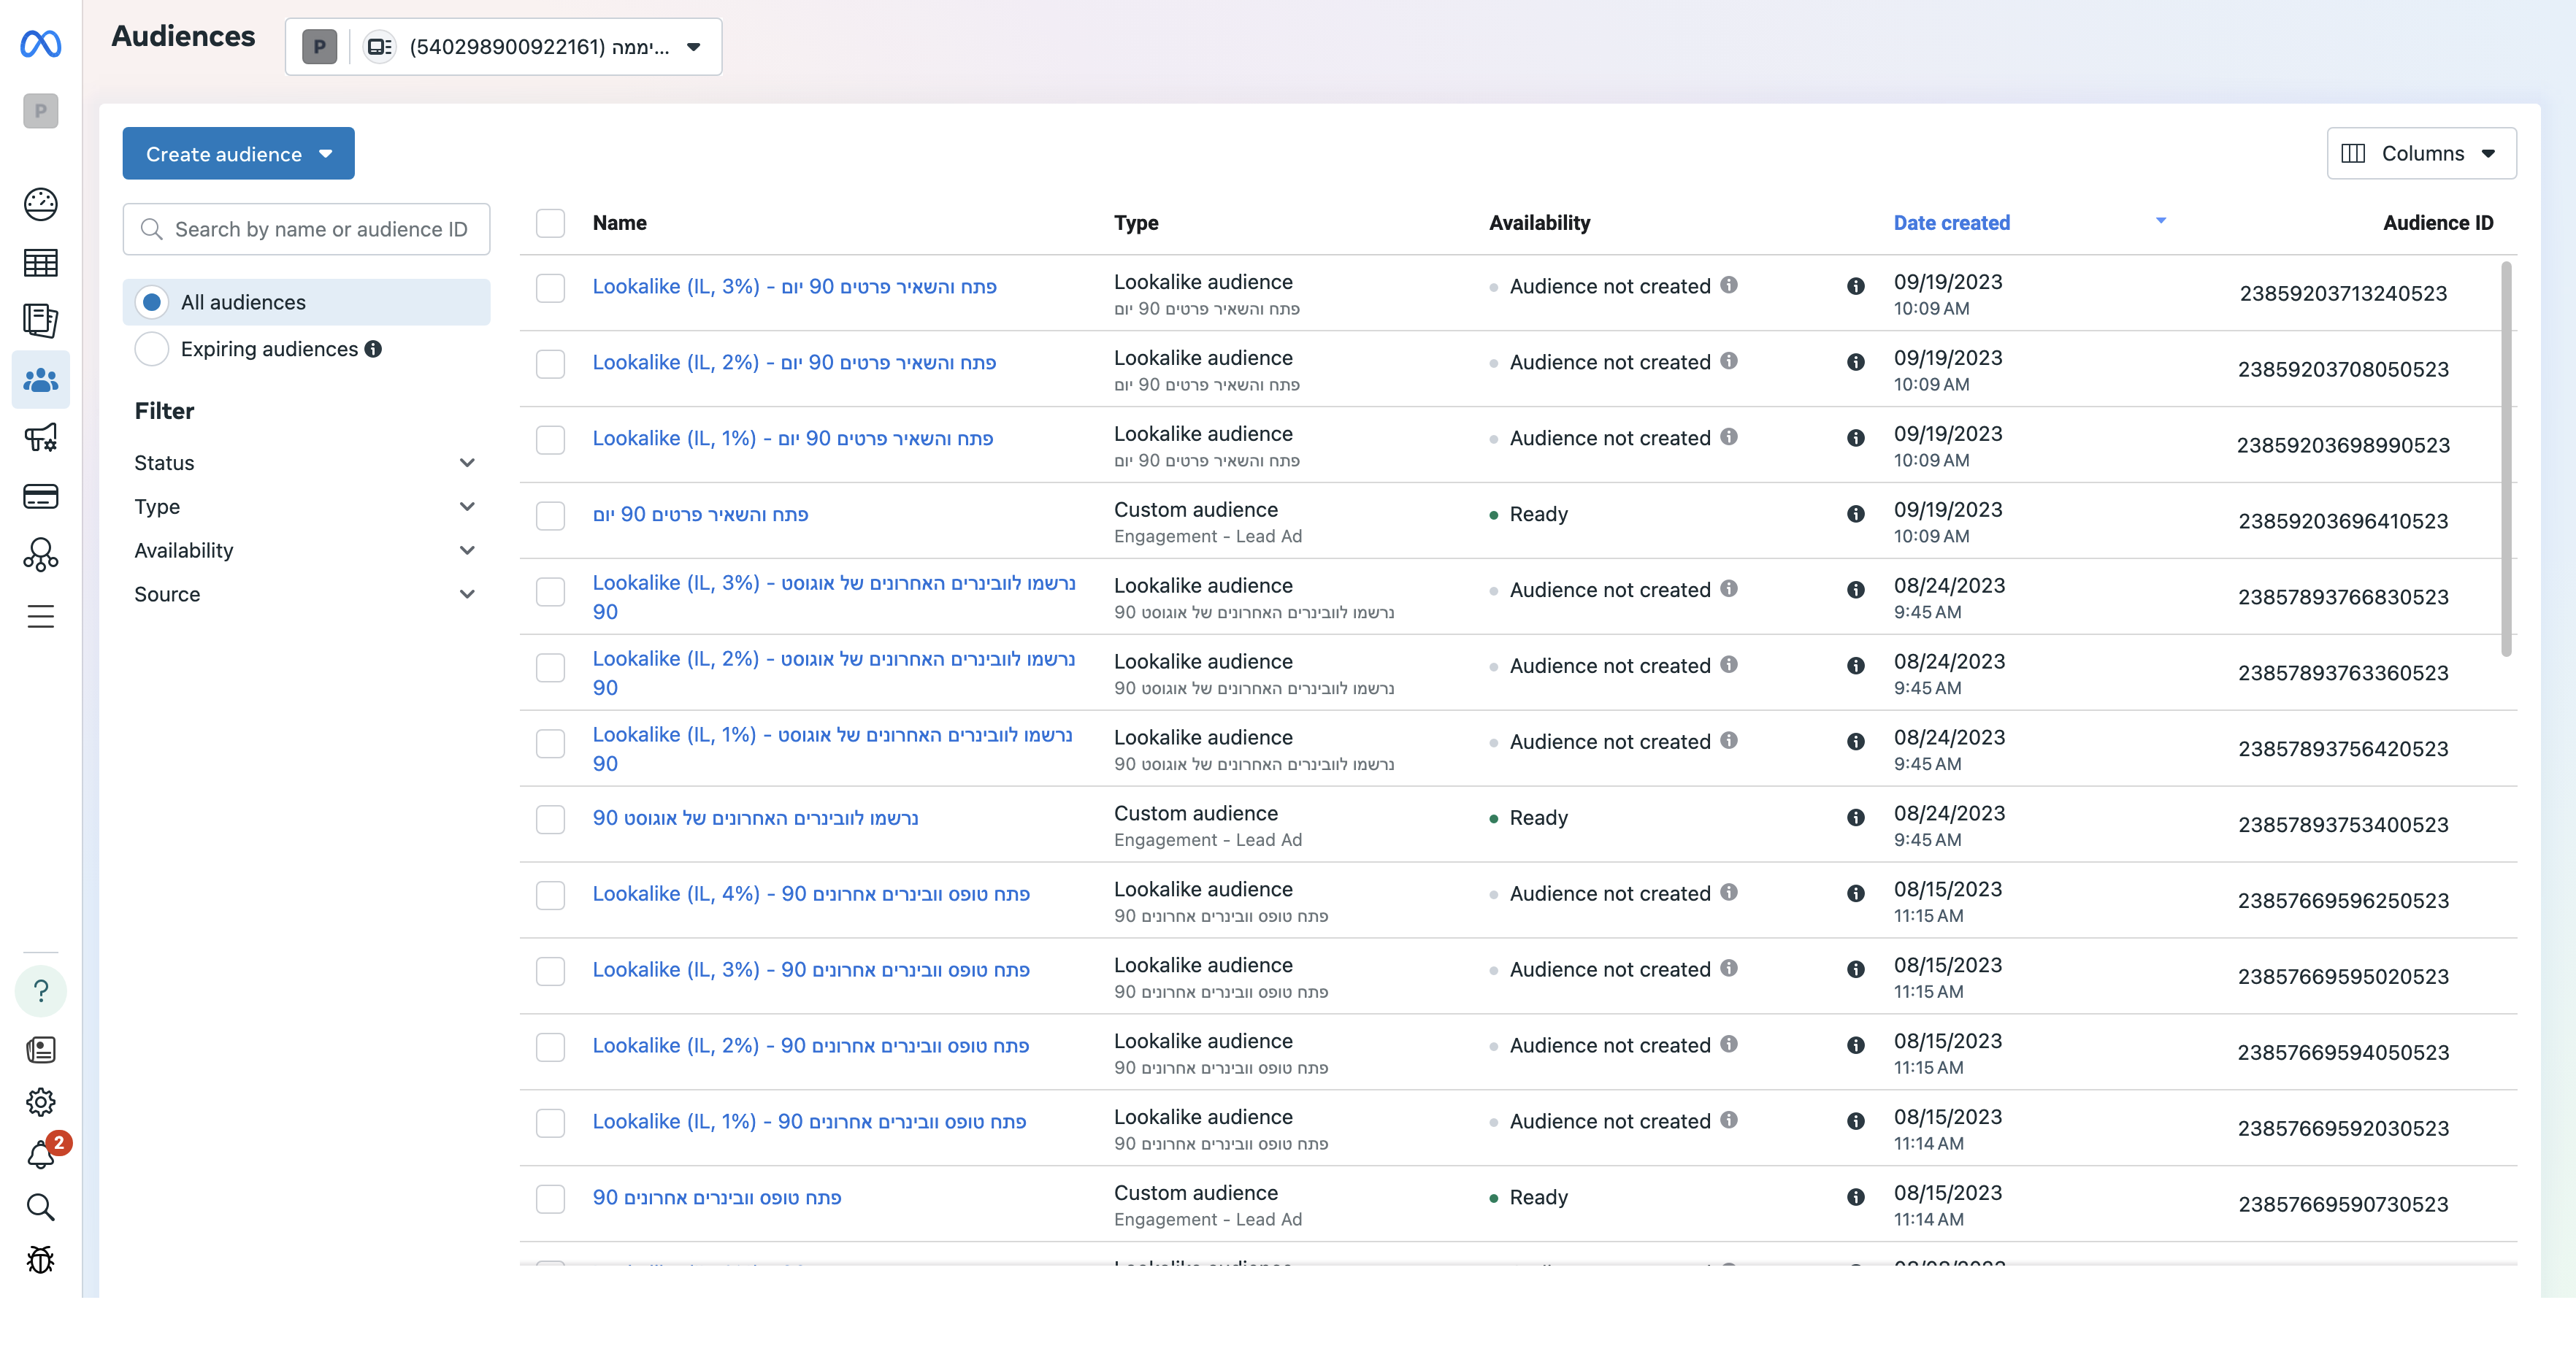 Audiences
P
(540298900922161) יממה...
P
Create audience
Columns
Search by name or audience ID
All audiences
Expiring audiences
Filter
Status
Type
Availability
Source
?
2
Name Type Availability Date created Audience ID
Lookalike (IL, 3%) - פתח והשאיר פרטים 90 יום
Lookalike audience
פתח והשאיר פרטים 90 יום
Audience not created
09/19/2023
10:09 AM
23859203713240523
Lookalike (IL, 2%) - פתח והשאיר פרטים 90 יום
Lookalike audience
פתח והשאיר פרטים 90 יום
Audience not created
09/19/2023
10:09 AM
23859203708050523
Lookalike (IL, 1%) - פתח והשאיר פרטים 90 יום
Lookalike audience
פתח והשאיר פרטים 90 יום
Audience not created
09/19/2023
10:09 AM
23859203698990523
פתח והשאיר פרטים 90 יום
Custom audience
Engagement - Lead Ad
Ready
09/19/2023
10:09 AM
23859203696410523
Lookalike (IL, 3%) - נרשמו לוובינרים האחרונים של אוגוסט
90
Lookalike audience
נרשמו לוובינרים האחרונים של אוגוסט 90
Audience not created
08/24/2023
9:45 AM
23857893766830523
Lookalike (IL, 2%) - נרשמו לוובינרים האחרונים של אוגוסט
90
Lookalike audience
נרשמו לוובינרים האחרונים של אוגוסט 90
Audience not created
08/24/2023
9:45 AM
23857893763360523
Lookalike (IL, 1%) - נרשמו לוובינרים האחרונים של אוגוסט
90
Lookalike audience
נרשמו לוובינרים האחרונים של אוגוסט 90
Audience not created
08/24/2023
9:45 AM
23857893756420523
נרשמו לוובינרים האחרונים של אוגוסט 90
Custom audience
Engagement - Lead Ad
Ready
08/24/2023
9:45 AM
23857893753400523
Lookalike (IL, 4%) - פתח טופס וובינרים אחרונים 90
Lookalike audience
פתח טופס וובינרים אחרונים 90
Audience not created
08/15/2023
11:15 AM
23857669596250523
Lookalike (IL, 3%) - פתח טופס וובינרים אחרונים 90
Lookalike audience
פתח טופס וובינרים אחרונים 90
Audience not created
08/15/2023
11:15 AM
23857669595020523
Lookalike (IL, 2%) - פתח טופס וובינרים אחרונים 90
Lookalike audience
פתח טופס וובינרים אחרונים 90
Audience not created
08/15/2023
11:15 AM
23857669594050523
Lookalike (IL, 1%) - פתח טופס וובינרים אחרונים 90
Lookalike audience
פתח טופס וובינרים אחרונים 90
Audience not created
08/15/2023
11:14 AM
23857669592030523
פתח טופס וובינרים אחרונים 90
Custom audience
Engagement - Lead Ad
Ready
08/15/2023
11:14 AM
23857669590730523